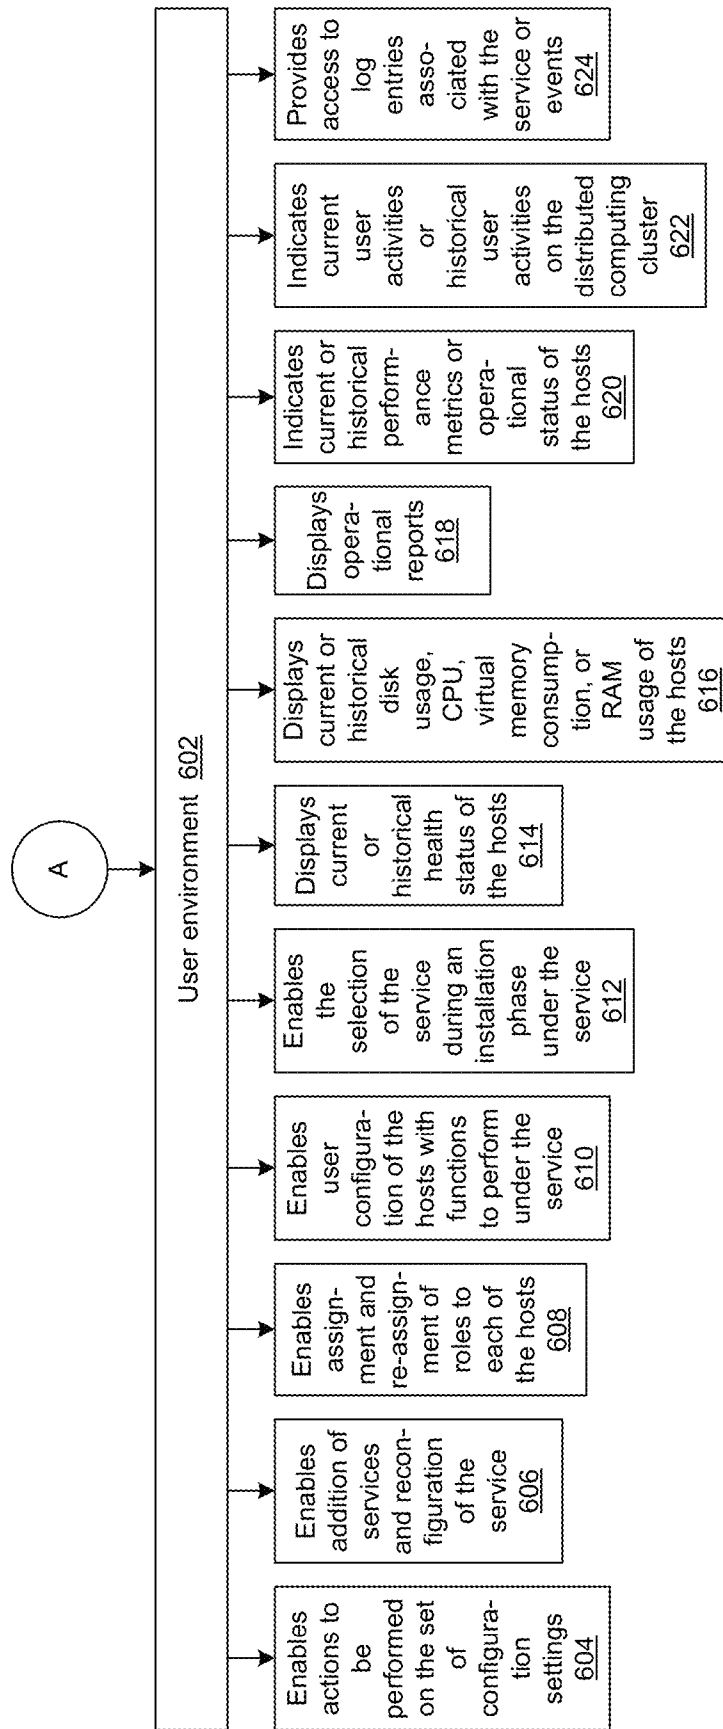 A
User environment 602
Enables
actions to
be
performed
on the set
of
configura-
tion
settings
604
Enables
addition of
services
and recon-
figuration
of the
service
606
Enables
assign-
ment and
re-assign-
ment of
roles to
each of
the hosts
608
Enables
user
configura-
tion of the
hosts with
functions
to perform
under the
service
610
Enables
the
selection
of the
service
during an
installation
phase
under the
service
612
Displays
current
or
historical
health
status of
the hosts
614
Displays
current or
historical
disk
usage,
CPU,
virtual
memory
consump-
tion, or
RAM
usage of
the hosts
616
Displays
opera-
tional
reports
618
Indicates
current or
historical
perform-
ance
metrics or
opera-
tional
status of
the hosts
620
Indicates
current
user
activities
or
historical
user
activities
on the
distributed
computing
cluster
622
Provides
access to
log
entries
asso-
ciated
with the
service or
events
624